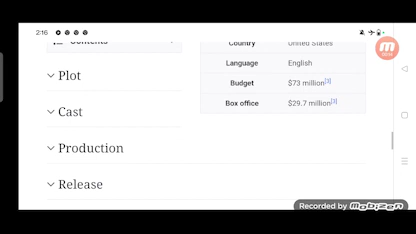 2:16
Contents
Country United States
Language English
Budget $73 million[3]
Box office $29.7 million[3]
Plot
Cast
Production
Release
Recorded by MOBIZEN